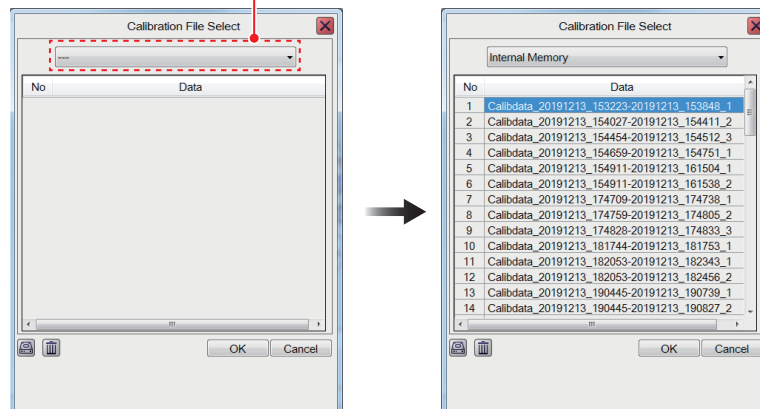 Calibration File Select
---
No Data
OK Cancel
Calibration File Select
Internal Memory
No Data
1 Calibdata_20191213_153223-20191213_153848_1
2 Calibdata_20191213_154027-20191213_154411_2
3 Calibdata_20191213_154454-20191213_154512_3
4 Calibdata_20191213_154659-20191213_154751_1
5 Calibdata_20191213_154911-20191213_161504_1
6 Calibdata_20191213_154911-20191213_161538_2
7 Calibdata_20191213_174709-20191213_174738_1
8 Calibdata_20191213_174759-20191213_174805_2
9 Calibdata_20191213_174828-20191213_174833_3
10 Calibdata_20191213_181744-20191213_181753_1
11 Calibdata_20191213_182053-20191213_182343_1
12 Calibdata_20191213_182053-20191213_182456_2
13 Calibdata_20191213_190445-20191213_190739_1
14 Calibdata_20191213_190445-20191213_190827_2
OK Cancel